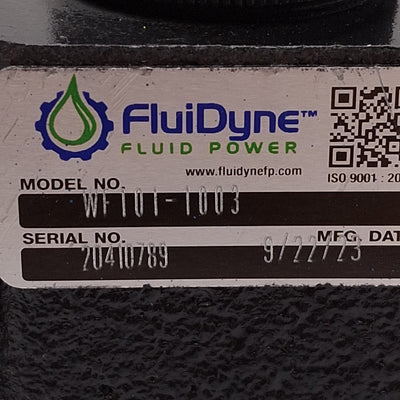 FluiDyne™
FLUID POWER
www.fluidynefp.com
ISO 9001 : 20
MODEL NO.
WF101-1003
SERIAL NO. MFG. DAT
20410789 9/22/23